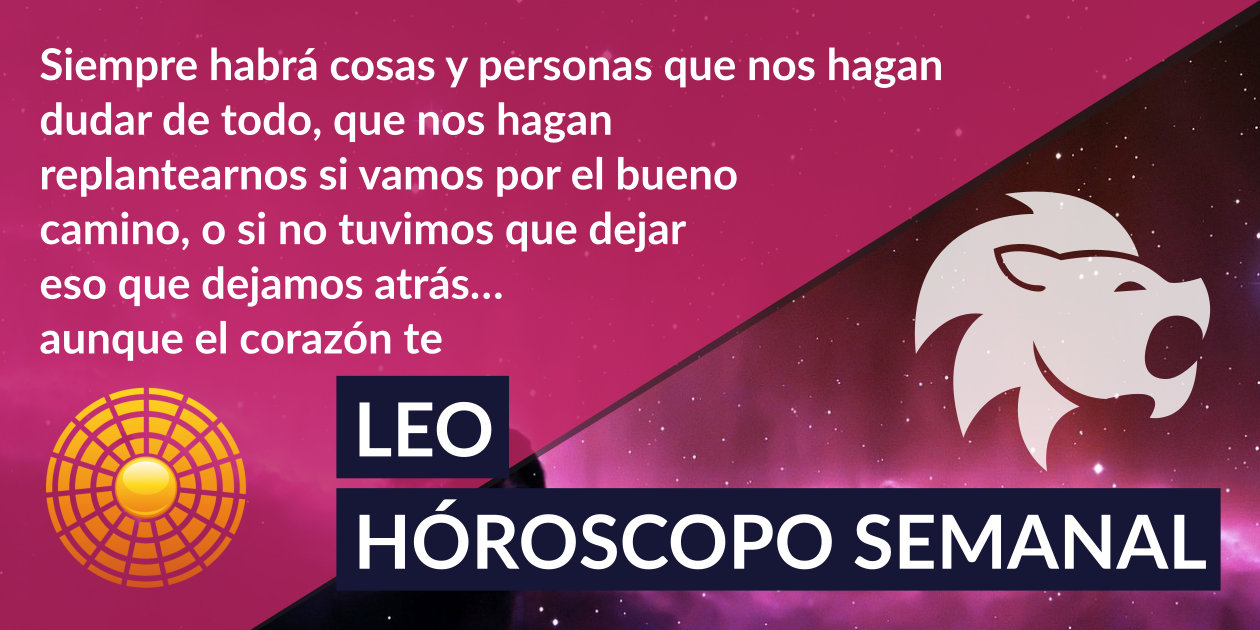 Siempre habrá cosas y personas que nos hagan
dudar de todo, que nos hagan
replantearnos si vamos por el bueno
camino, o si no tuvimos que dejar
eso que dejamos atrás...
aunque el corazón te
LEO
HÓROSCOPO SEMANAL